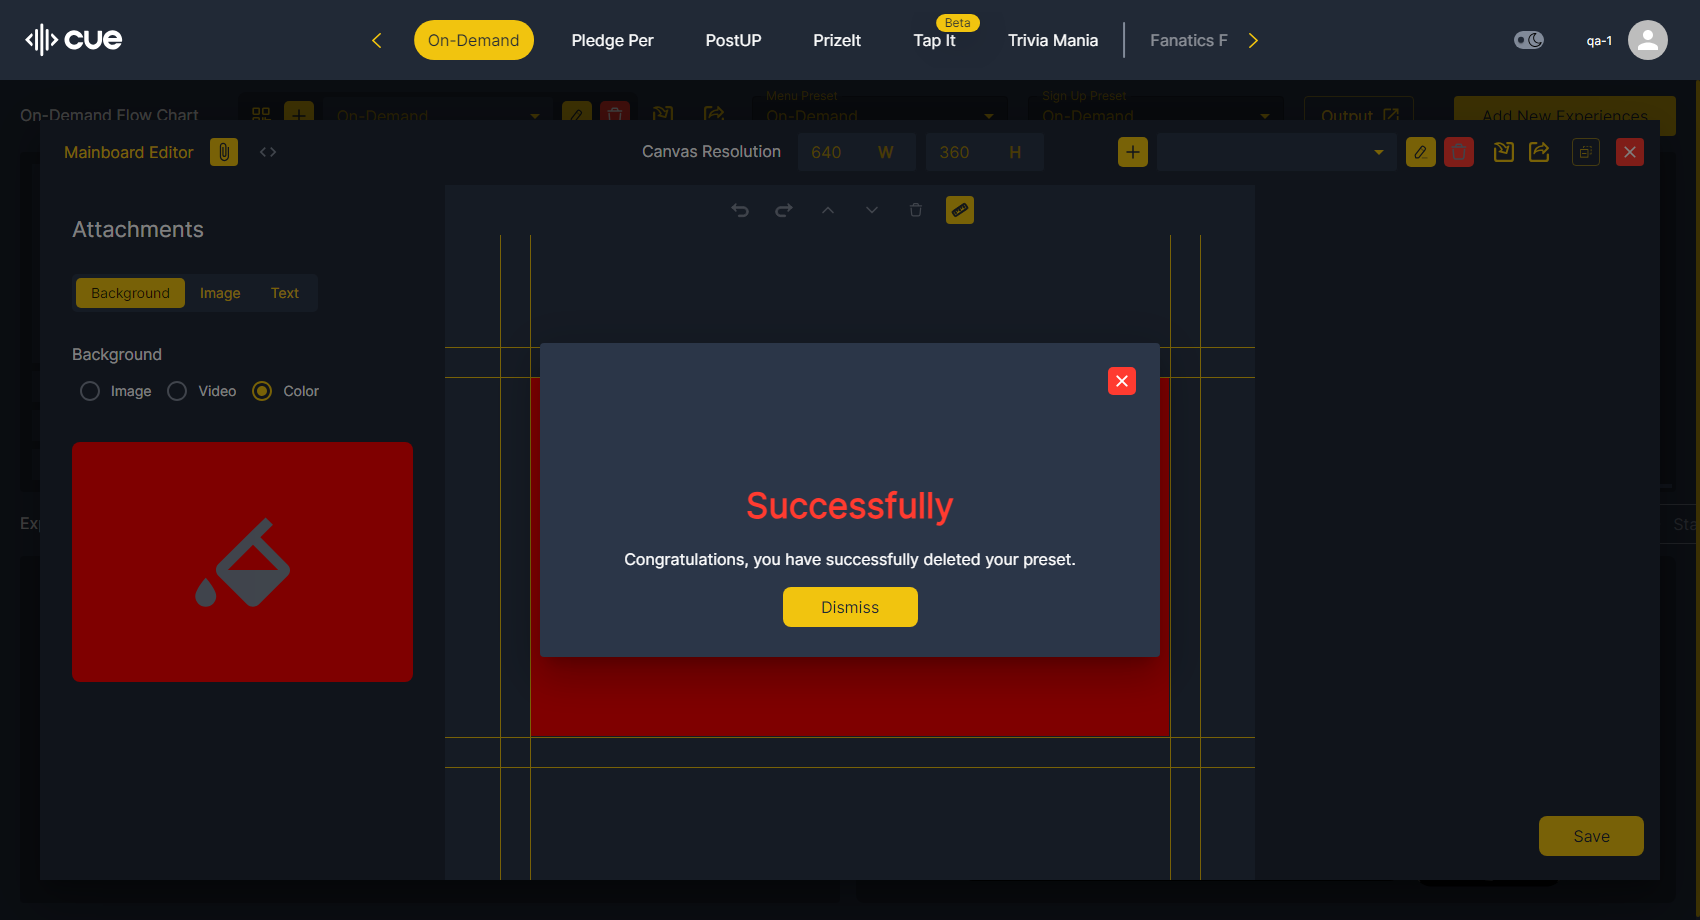 cue
On-Demand
Pledge Per
PostUP
PrizeIt
Tap It
Beta
Trivia Mania
Fanatics F
qa-1
On-Demand Flow Chart
On-Demand
Menu Preset
On-Demand
Sign Up Preset
On-Demand
Output
Add New Experiences
Mainboard Editor
Canvas Resolution
640 W
360 H
Attachments
Background
Image
Text
Background
Image
Video
Color
Successfully
Congratulations, you have successfully deleted your preset.
Dismiss
Exp
Sta
Save